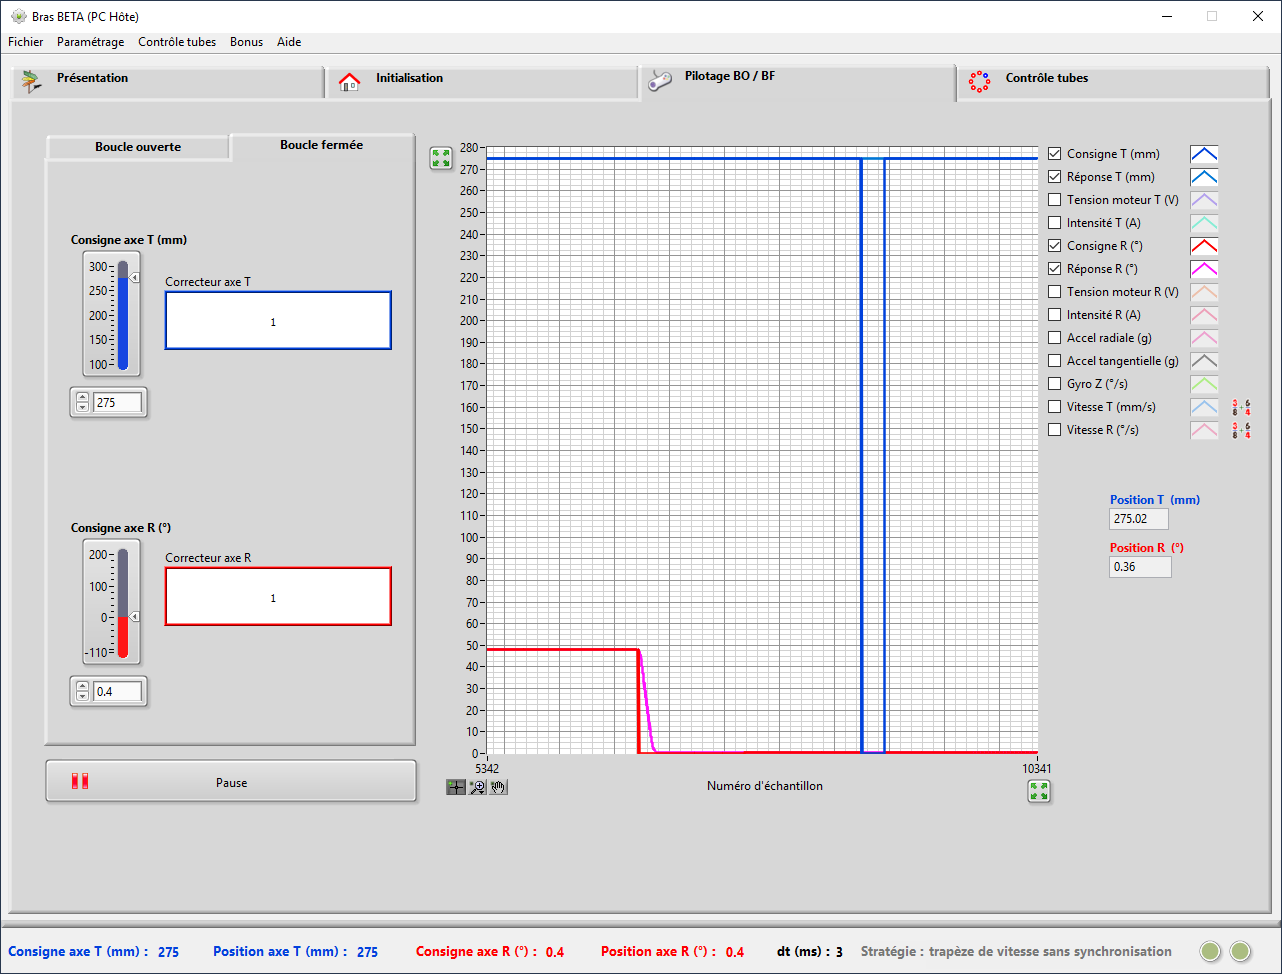 Bras BETA (PC Hôte)
Fichier Paramétrage Contrôle tubes Bonus Aide
Présentation
Initialisation
Pilotage BO / BF
Contrôle tubes
Boucle ouverte
Boucle fermée
Consigne axe T (mm)
300
250
200
150
100
275
Correcteur axe T
1
Consigne axe R (°)
200
100
0
-110
0.4
Correcteur axe R
1
Pause
280
270
260
250
240
230
220
210
200
190
180
170
160
150
140
130
120
110
100
90
80
70
60
50
40
30
20
10
0
5342
10341
Numéro d'échantillon
Consigne T (mm)
Réponse T (mm)
Tension moteur T (V)
Intensité T (A)
Consigne R (°)
Réponse R (°)
Tension moteur R (V)
Intensité R (A)
Accel radiale (g)
Accel tangentielle (g)
Gyro Z (°/s)
Vitesse T (mm/s)
Vitesse R (°/s)
Position T (mm)
275.02
Position R (°)
0.36
Consigne axe T (mm) : 275 Position axe T (mm) : 275 Consigne axe R (°) : 0.4 Position axe R (°) : 0.4 dt (ms) : 3 Stratégie : trapèze de vitesse sans synchronisation